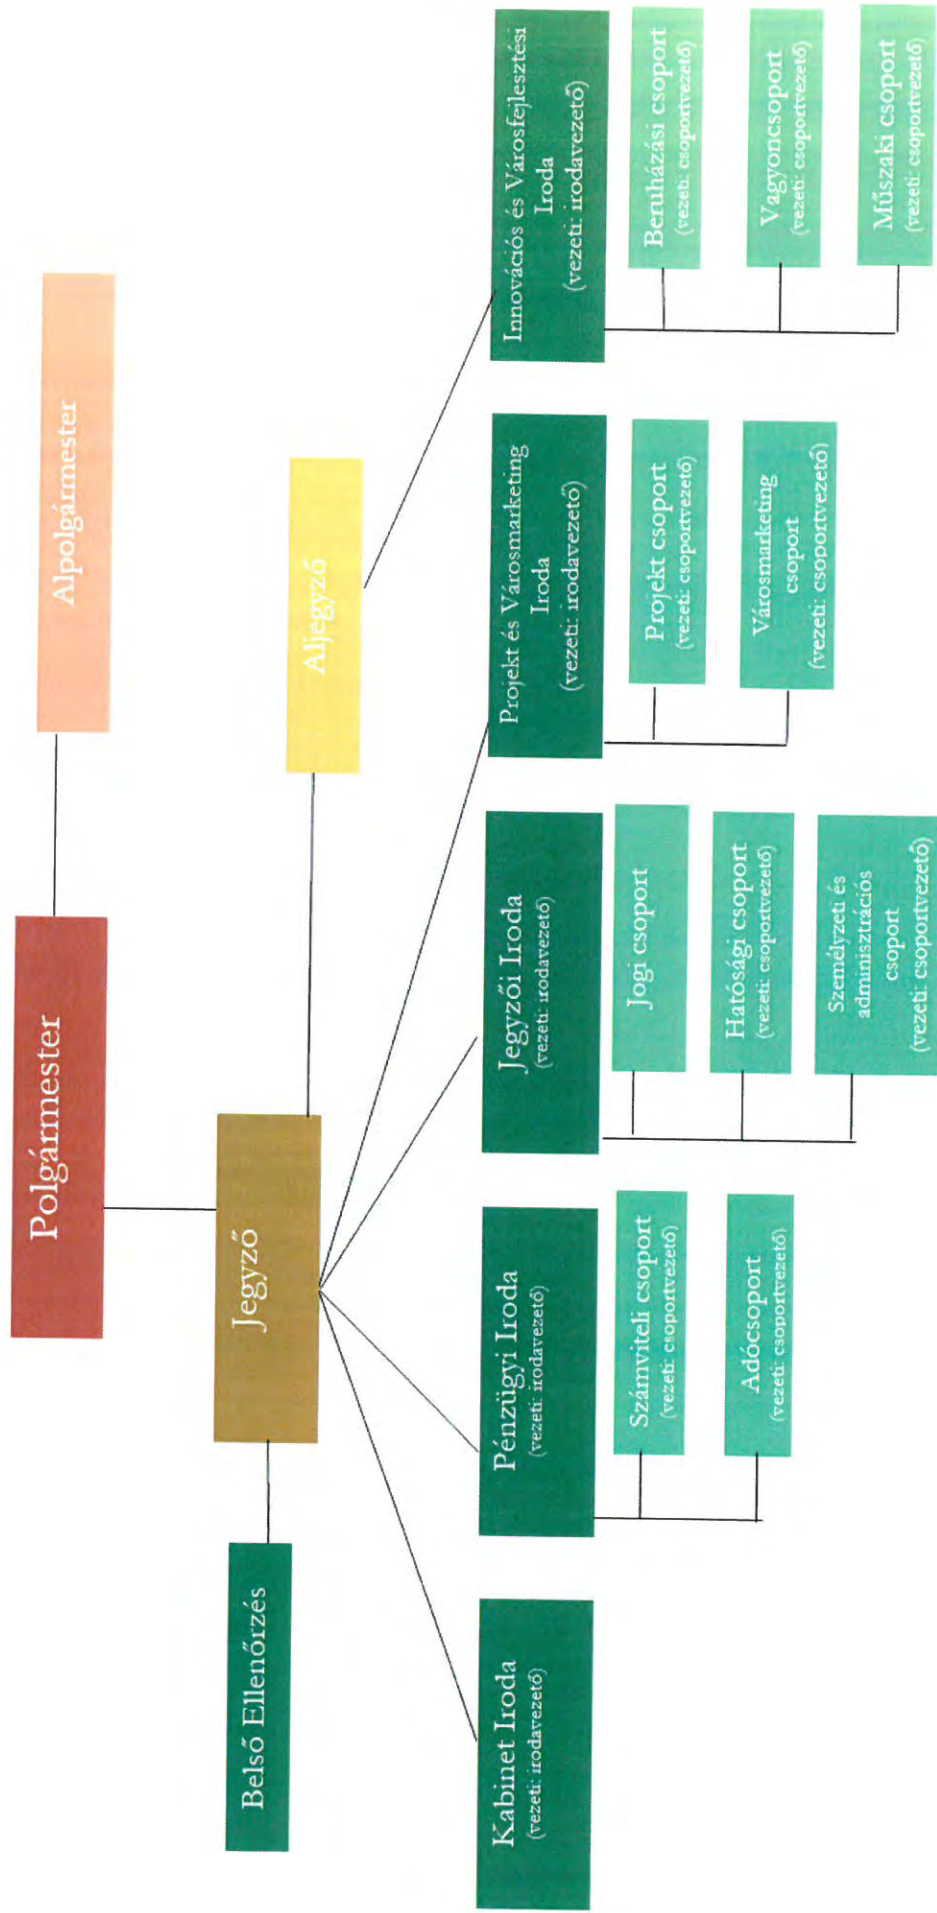 Polgármester
Alpolgármester
Belső Ellenőrzés
Jegyző
Aljegyző
Kabinet Iroda
(vezeti: irodavezető)
Pénzügyi Iroda
(vezeti: irodavezető)
Számviteli csoport
(vezeti: csoportvezető)
Adócsoport
(vezeti: csoportvezető)
Jegyzői Iroda
(vezeti: irodavezető)
Jogi csoport
Hatósági csoport
(vezeti: csoportvezető)
Személyzeti és
adminisztrációs
csoport
(vezeti: csoportvezető)
Projekt és Városmarketing
Iroda
(vezeti: irodavezető)
Projekt csoport
(vezeti: csoportvezető)
Városmarketing
csoport
(vezeti: csoportvezető)
Innovációs és Városfejlesztési
Iroda
(vezeti: irodavezető)
Beruházási csoport
(vezeti: csoportvezető)
Vagyoncsoport
(vezeti: csoportvezető)
Műszaki csoport
(vezeti: csoportvezető)